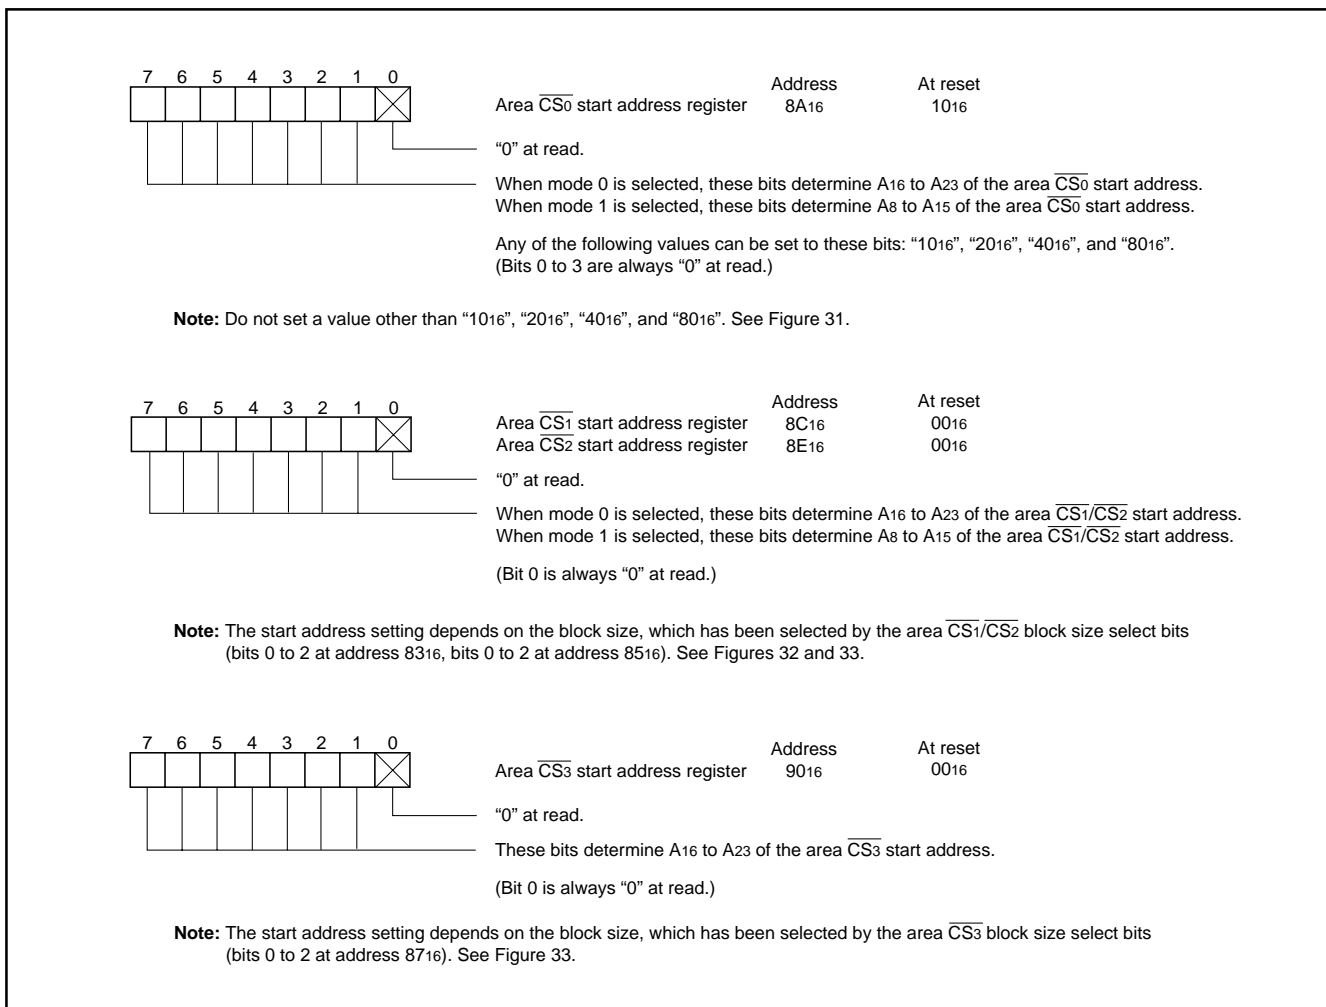 7 6 5 4 3 2 1 0
Address At reset
Area C̅S̅0̅ start address register 8A16 1016
“0” at read.
When mode 0 is selected, these bits determine A16 to A23 of the area C̅S̅0̅ start address.
When mode 1 is selected, these bits determine A8 to A15 of the area C̅S̅0̅ start address.
Any of the following values can be set to these bits: “1016”, “2016”, “4016”, and “8016”.
(Bits 0 to 3 are always “0” at read.)
Note: Do not set a value other than “1016”, “2016”, “4016”, and “8016”. See Figure 31.
7 6 5 4 3 2 1 0
Address At reset
Area C̅S̅1̅ start address register 8C16 0016
Area C̅S̅2̅ start address register 8E16 0016
“0” at read.
When mode 0 is selected, these bits determine A16 to A23 of the area C̅S̅1̅/C̅S̅2̅ start address.
When mode 1 is selected, these bits determine A8 to A15 of the area C̅S̅1̅/C̅S̅2̅ start address.
(Bit 0 is always “0” at read.)
Note: The start address setting depends on the block size, which has been selected by the area C̅S̅1̅/C̅S̅2̅ block size select bits
(bits 0 to 2 at address 8316, bits 0 to 2 at address 8516). See Figures 32 and 33.
7 6 5 4 3 2 1 0
Address At reset
Area C̅S̅3̅ start address register 9016 0016
“0” at read.
These bits determine A16 to A23 of the area C̅S̅3̅ start address.
(Bit 0 is always “0” at read.)
Note: The start address setting depends on the block size, which has been selected by the area C̅S̅3̅ block size select bits
(bits 0 to 2 at address 8716). See Figure 33.